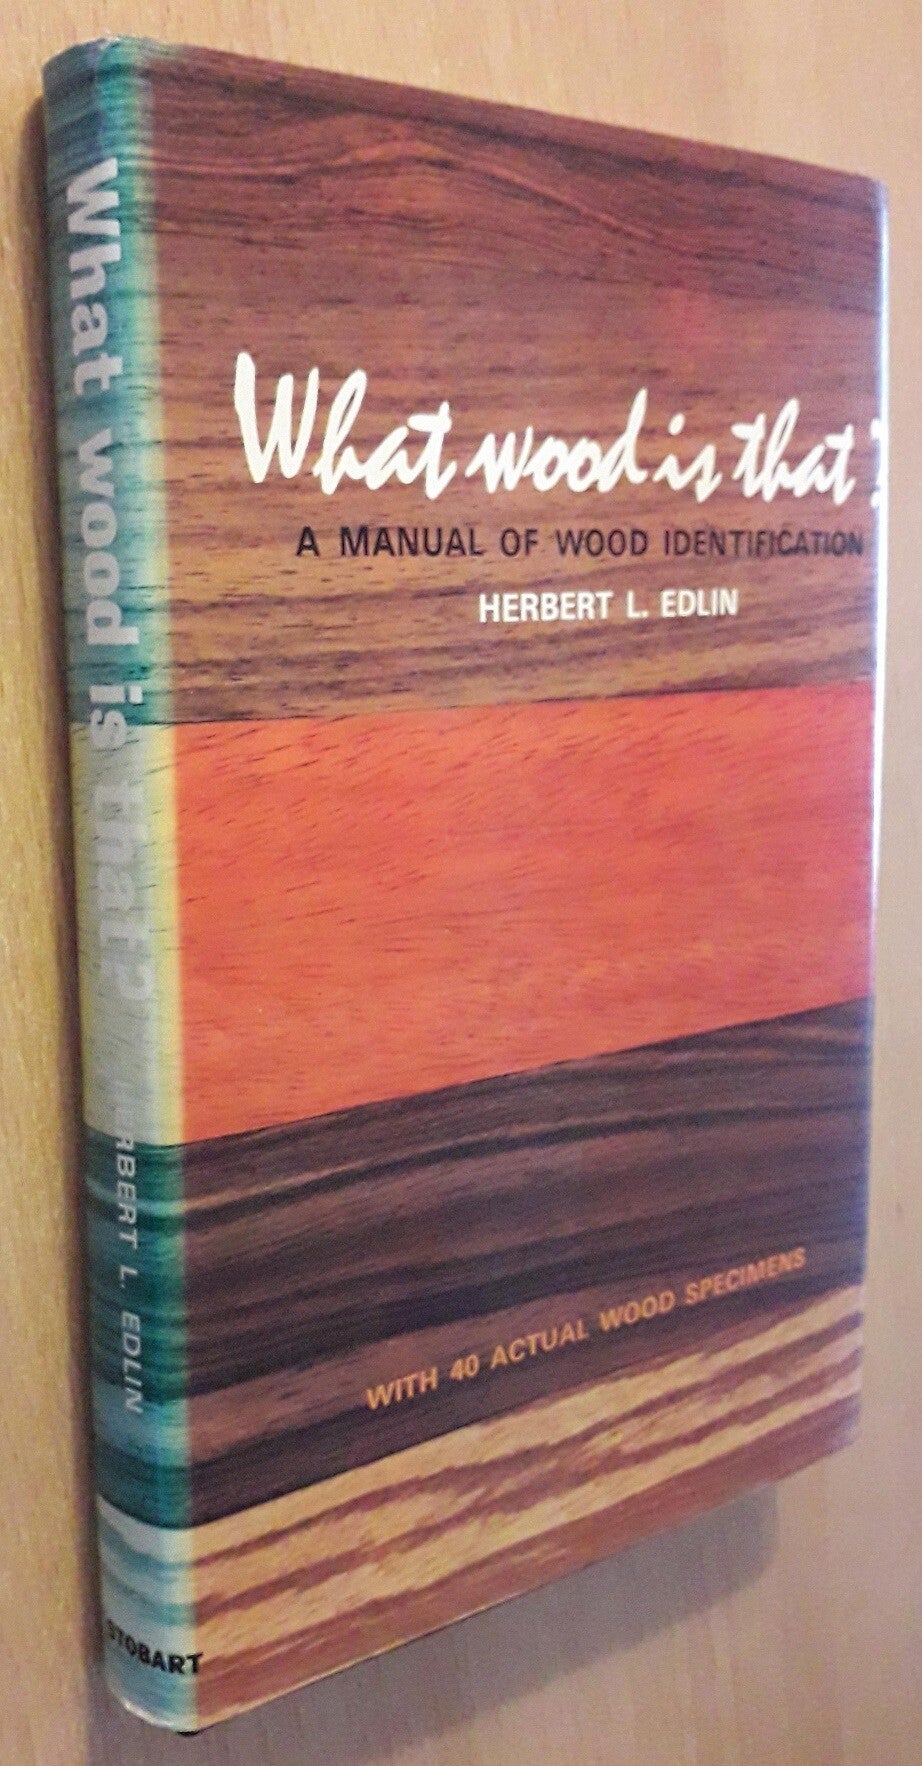 What wood is that?
A MANUAL OF WOOD IDENTIFICATION
HERBERT L. EDLIN
WITH 40 ACTUAL WOOD SPECIMENS
What wood is that?
HERBERT L. EDLIN
STOBART